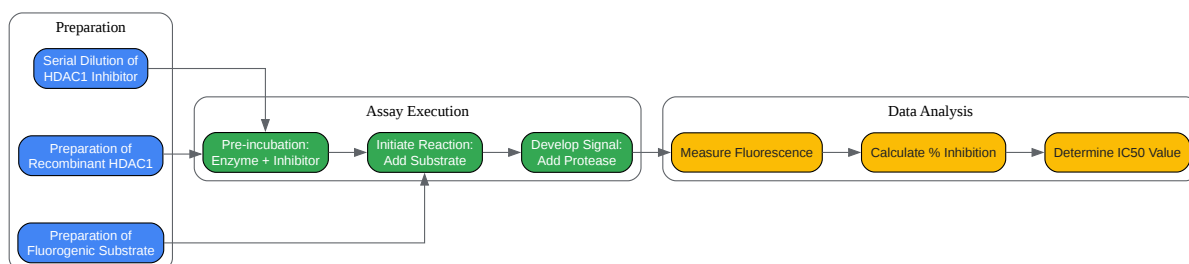 Preparation
Serial Dilution of
HDAC1 Inhibitor
Preparation of
Recombinant HDAC1
Preparation of
Fluorogenic Substrate
Assay Execution
Pre-incubation:
Enzyme + Inhibitor
Initiate Reaction:
Add Substrate
Develop Signal:
Add Protease
Data Analysis
Measure Fluorescence
Calculate % Inhibition
Determine IC50 Value